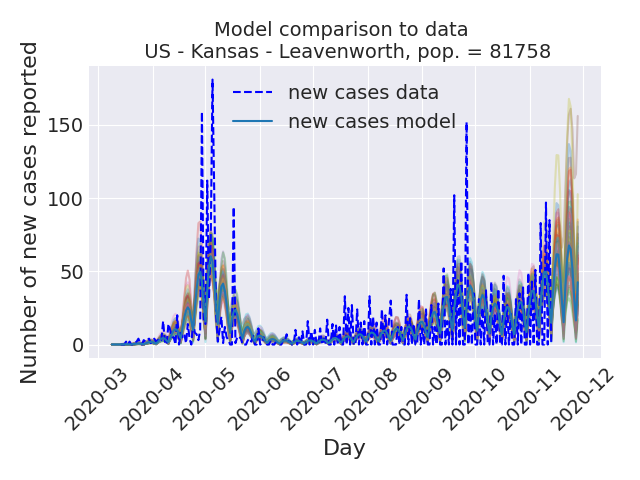 Model comparison to data
US - Kansas - Leavenworth, pop. = 81758
Number of new cases reported
150
100
50
0
new cases data
new cases model
2020-03
2020-04
2020-05
2020-06
2020-07
2020-08
2020-09
2020-10
2020-11
2020-12
Day